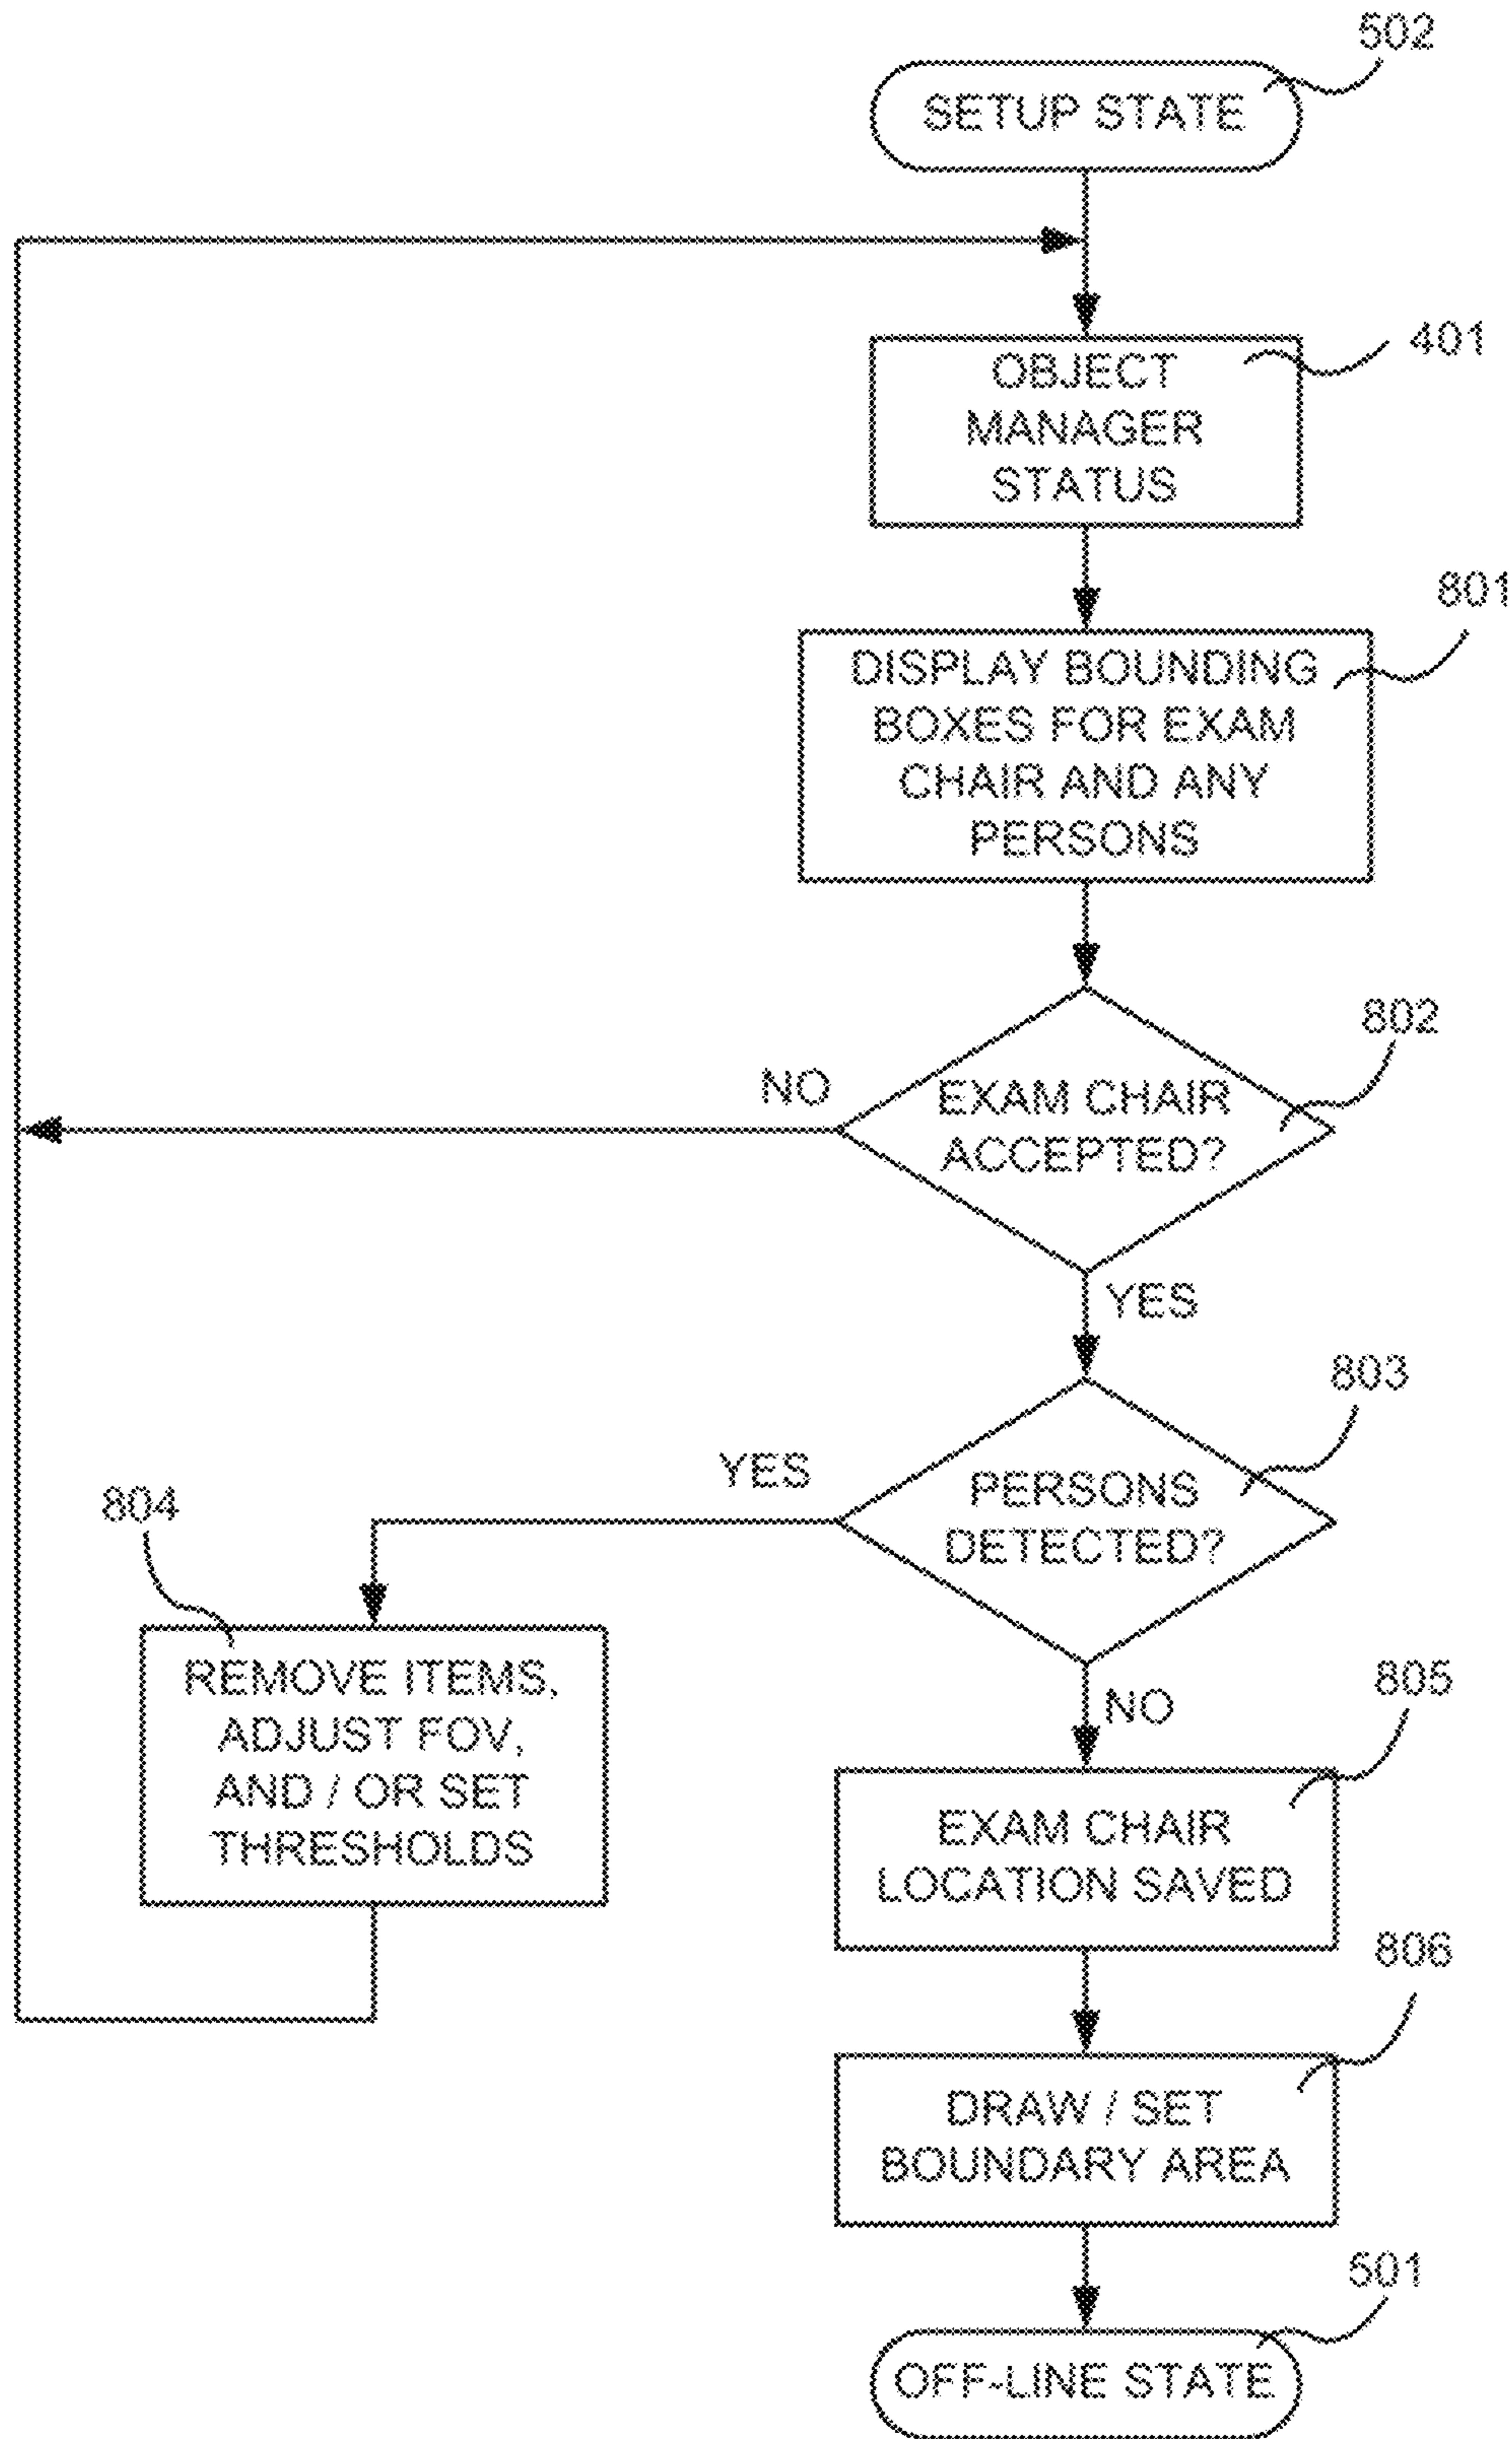 502
SETUP STATE
401
OBJECT
MANAGER
STATUS
801
DISPLAY BOUNDING
BOXES FOR EXAM
CHAIR AND ANY
PERSONS
802
NO
EXAM CHAIR
ACCEPTED?
YES
803
YES
PERSONS
DETECTED?
804
REMOVE ITEMS,
ADJUST FOV,
AND / OR SET
THRESHOLDS
NO
805
EXAM CHAIR
LOCATION SAVED
806
DRAW / SET
BOUNDARY AREA
501
OFF-LINE STATE